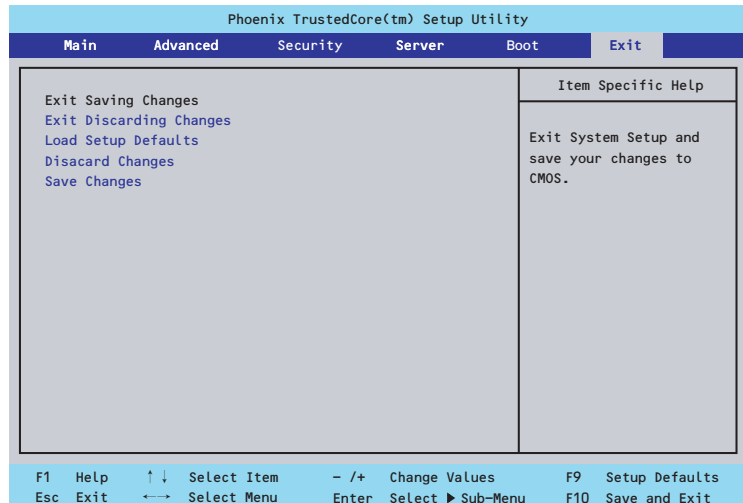 Phoenix TrustedCore(tm) Setup Utility
Main Advanced Security Server Boot Exit
Exit Saving Changes
Exit Discarding Changes
Load Setup Defaults
Disacard Changes
Save Changes
Item Specific Help
Exit System Setup and
save your changes to
CMOS.
F1 Help ↑↓ Select Item - /+ Change Values F9 Setup Defaults
Esc Exit ←→ Select Menu Enter Select ▶ Sub-Menu F10 Save and Exit